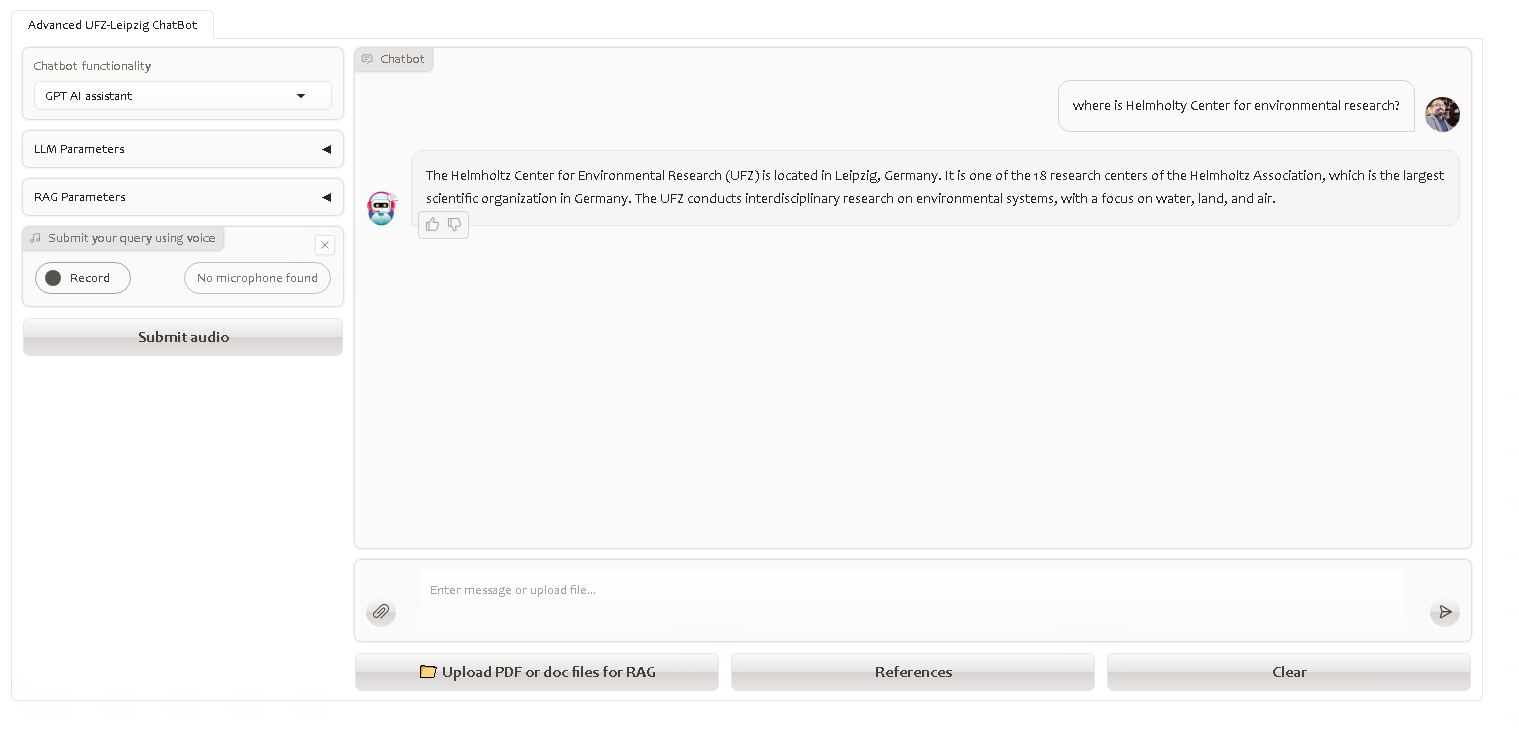 Advanced UFZ-Leipzig ChatBot
Chatbot functionality
GPT AI assistant
LLM Parameters
RAG Parameters
Submit your query using voice
Record
No microphone found
Submit audio
Chatbot
where is Helmholty Center for environmental research?
The Helmholtz Center for Environmental Research (UFZ) is located in Leipzig, Germany. It is one of the 18 research centers of the Helmholtz Association, which is the largest
scientific organization in Germany. The UFZ conducts interdisciplinary research on environmental systems, with a focus on water, land, and air.
Enter message or upload file...
Upload PDF or doc files for RAG
References
Clear